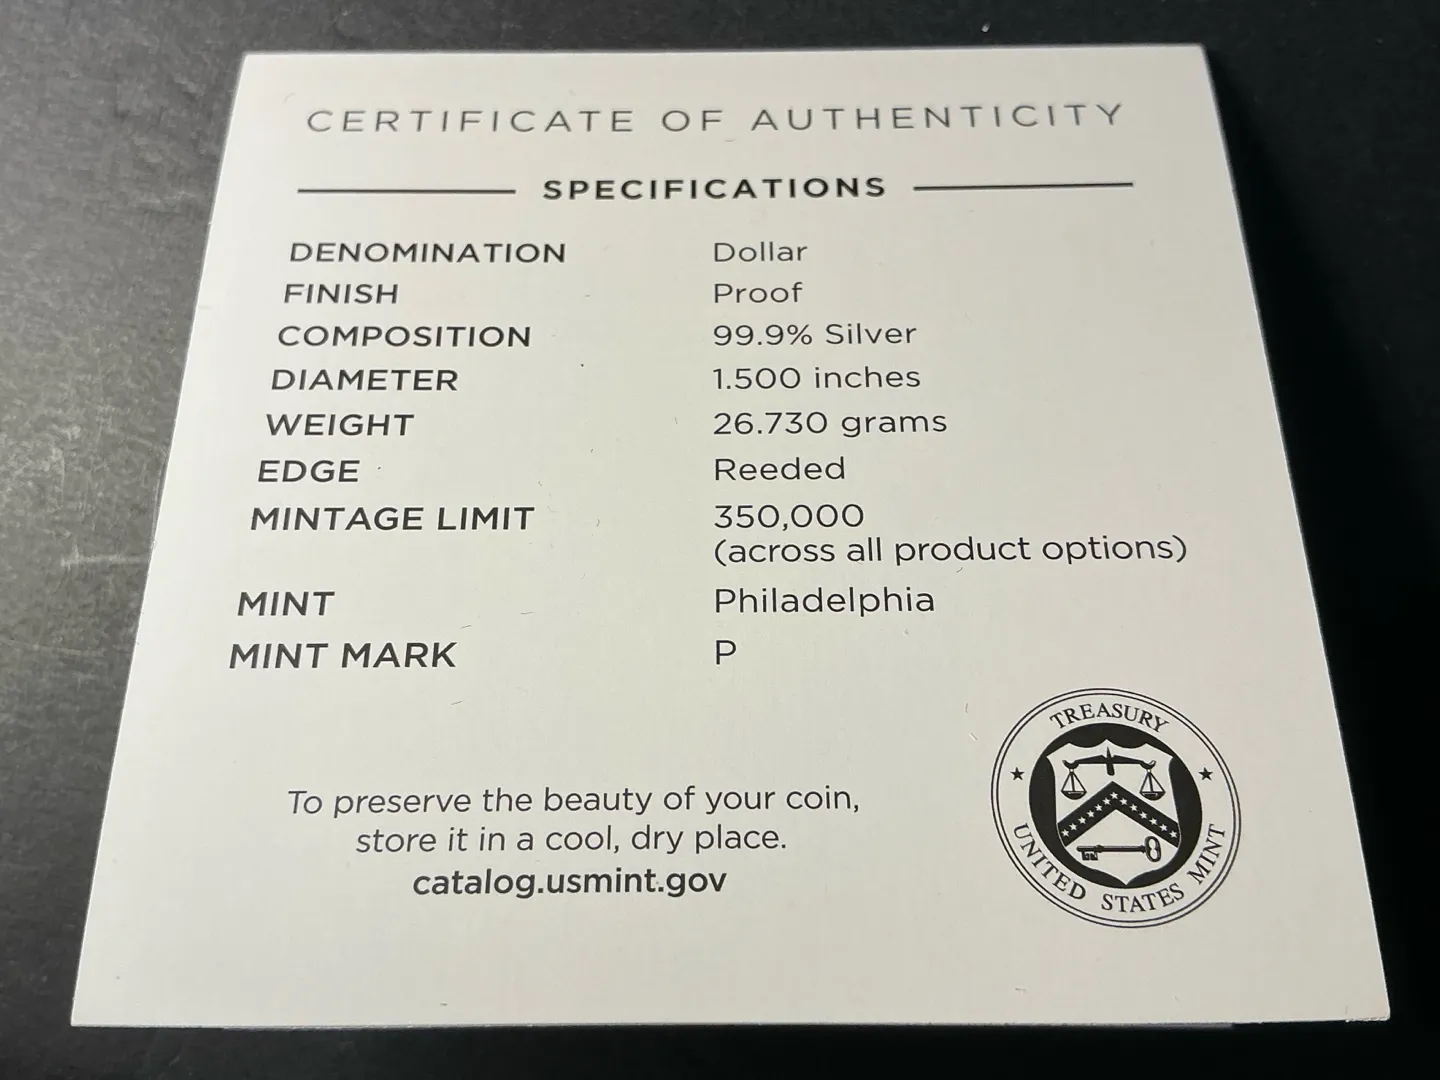 CERTIFICATE OF AUTHENTICITY
SPECIFICATIONS
DENOMINATION Dollar
FINISH Proof
COMPOSITION 99.9% Silver
DIAMETER 1.500 inches
WEIGHT 26.730 grams
EDGE Reeded
MINTAGE LIMIT 350,000
(across all product options)
MINT Philadelphia
MINT MARK P
To preserve the beauty of your coin,
store it in a cool, dry place.
catalog.usmint.gov
TREASURY
UNITED STATES MINT